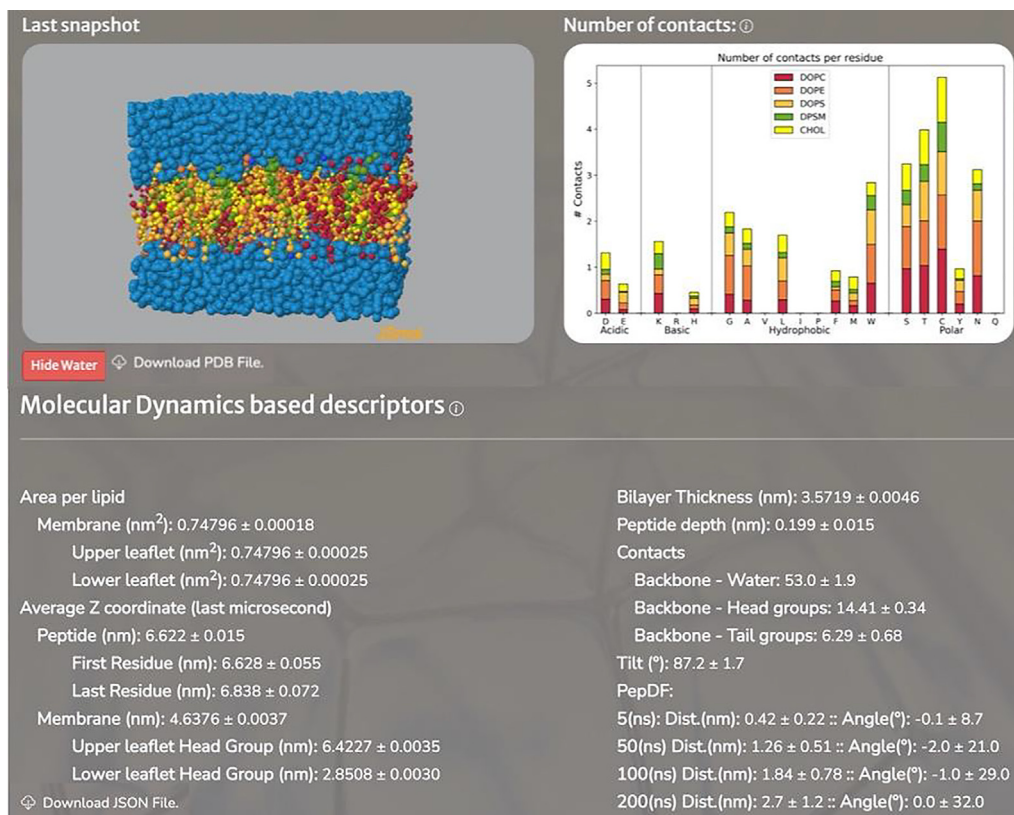 Last snapshot
Number of contacts:
Number of contacts per residue
DOPC
DOPE
DOPS
DPSM
CHOL
# Contacts
5
4
3
2
1
0
D E K R H G A V L I P F M W S T C Y N Q
Acidic Basic Hydrophobic Polar
Hide Water Download PDB File.
Molecular Dynamics based descriptors
Area per lipid
Membrane (nm²): 0.74796 ± 0.00018
Upper leaflet (nm²): 0.74796 ± 0.00025
Lower leaflet (nm²): 0.74796 ± 0.00025
Average Z coordinate (last microsecond)
Peptide (nm): 6.622 ± 0.015
First Residue (nm): 6.628 ± 0.055
Last Residue (nm): 6.838 ± 0.072
Membrane (nm): 4.6376 ± 0.0037
Upper leaflet Head Group (nm): 6.4227 ± 0.0035
Lower leaflet Head Group (nm): 2.8508 ± 0.0030
Download JSON File.
Bilayer Thickness (nm): 3.5719 ± 0.0046
Peptide depth (nm): 0.199 ± 0.015
Contacts
Backbone - Water: 53.0 ± 1.9
Backbone - Head groups: 14.41 ± 0.34
Backbone - Tail groups: 6.29 ± 0.68
Tilt (°): 87.2 ± 1.7
PepDF:
5(ns): Dist.(nm): 0.42 ± 0.22 :: Angle(°): -0.1 ± 8.7
50(ns) Dist.(nm): 1.26 ± 0.51 :: Angle(°): -2.0 ± 21.0
100(ns) Dist.(nm): 1.84 ± 0.78 :: Angle(°): -1.0 ± 29.0
200(ns) Dist.(nm): 2.7 ± 1.2 :: Angle(°): 0.0 ± 32.0